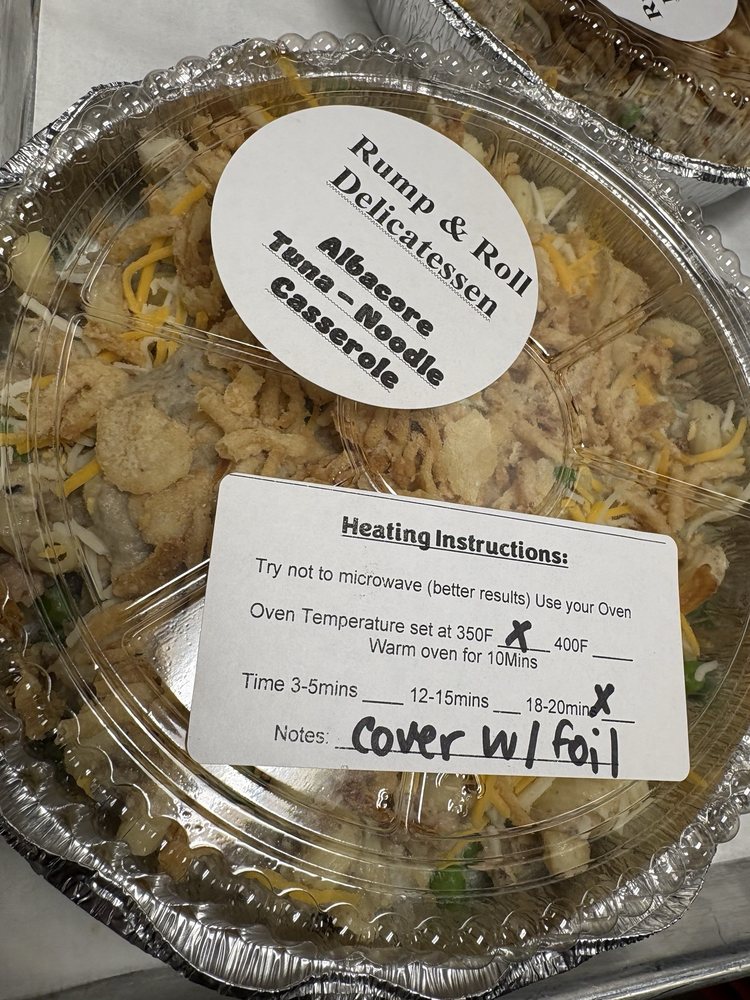 Rump & Roll
Delicatessen
Albacore
Tuna - Noodle
Casserole
Heating Instructions:
Try not to microwave (better results) Use your Oven
Oven Temperature set at 350F X 400F ___
Warm oven for 10Mins
Time 3-5mins ___ 12-15mins ___ 18-20mins X
Notes: cover w/ foil
R